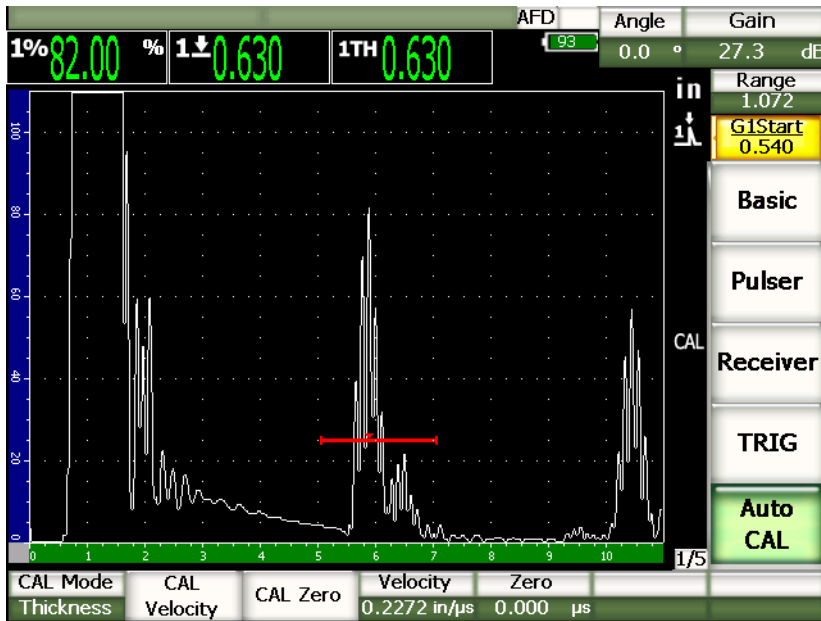 AFD
Angle
Gain
1% 82.00 %
1 0.630
1TH 0.630
93
0.0 °
27.3 dB
in
Range
1.072
1
G1Start
0.540
100
80
60
40
20
0
Basic
Pulser
Receiver
CAL
TRIG
Auto
CAL
0 1 2 3 4 5 6 7 8 9 10
1/5
CAL Mode
Thickness
CAL
Velocity
CAL Zero
Velocity
0.2272 in/µs
Zero
0.000 µs